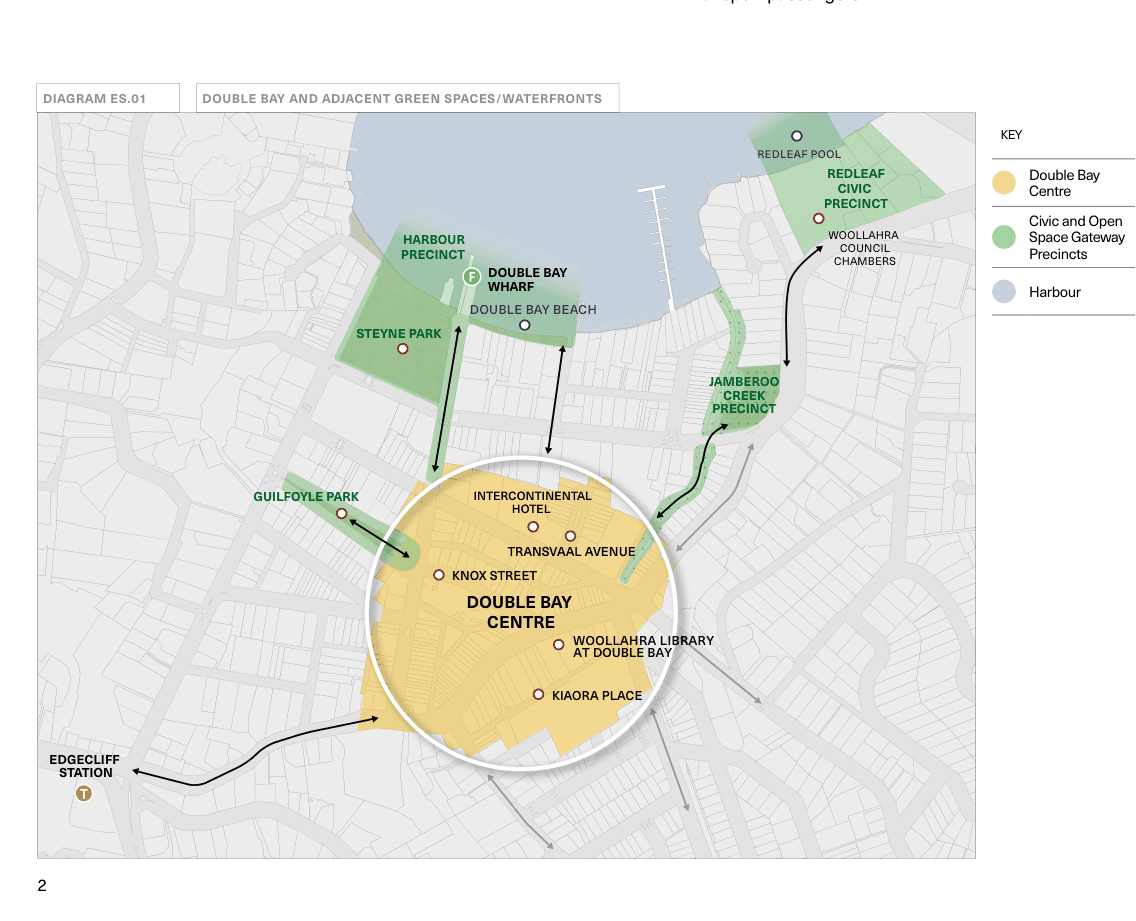 DIAGRAM ES.01
DOUBLE BAY AND ADJACENT GREEN SPACES/WATERFRONTS
KEY
Double Bay
Centre
Civic and Open
Space Gateway
Precincts
Harbour
REDLEAF POOL
REDLEAF
CIVIC
PRECINCT
WOOLLAHRA
COUNCIL
CHAMBERS
HARBOUR
PRECINCT
F
DOUBLE BAY
WHARF
DOUBLE BAY BEACH
STEYNE PARK
JAMBEROO
CREEK
PRECINCT
GUILFOYLE PARK
INTERCONTINENTAL
HOTEL
TRANSVAAL AVENUE
KNOX STREET
DOUBLE BAY
CENTRE
WOOLLAHRA LIBRARY
AT DOUBLE BAY
KIAORA PLACE
EDGECLIFF
STATION
T
2